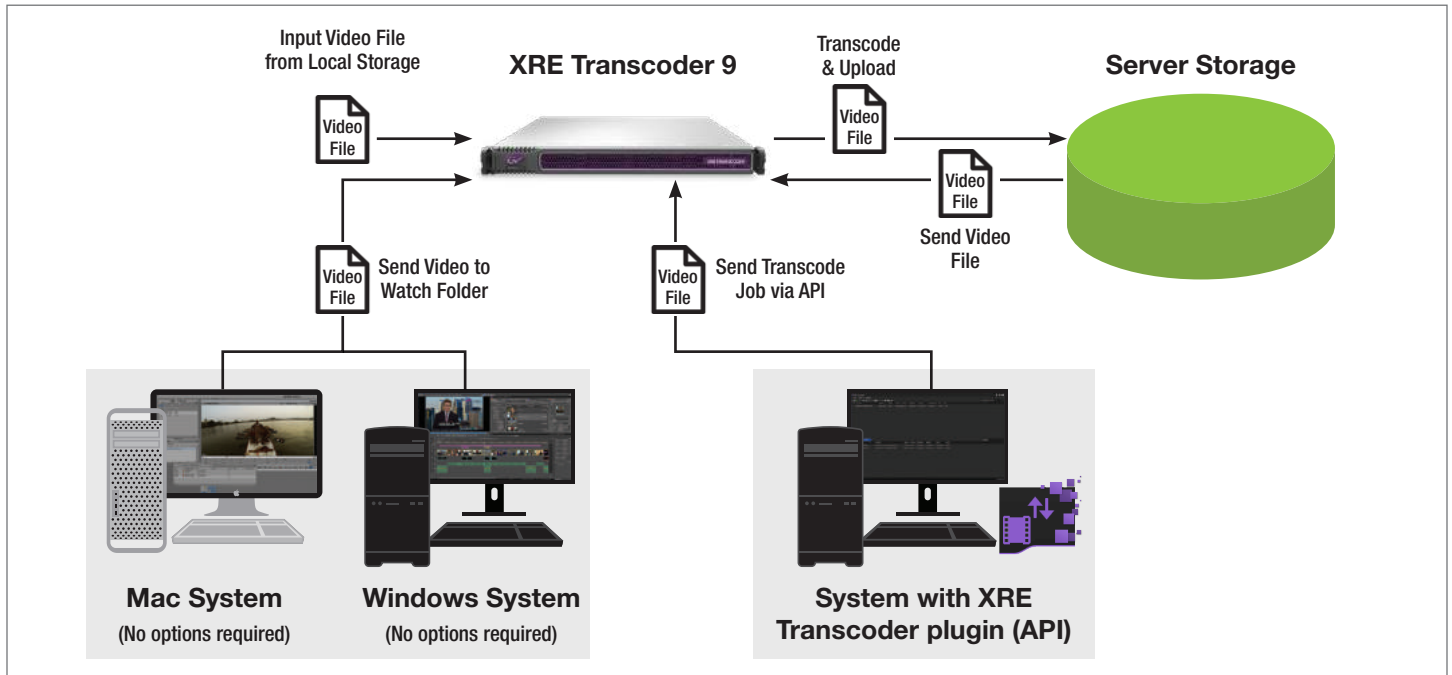 Input Video File
from Local Storage
XRE Transcoder 9
Transcode
& Upload
Server Storage
Video
File
Video
File
Video
File
Send Video
File
Video
File
Send Video to
Watch Folder
Video
File
Send Transcode
Job via API
Mac System
(No options required)
Windows System
(No options required)
System with XRE
Transcoder plugin (API)